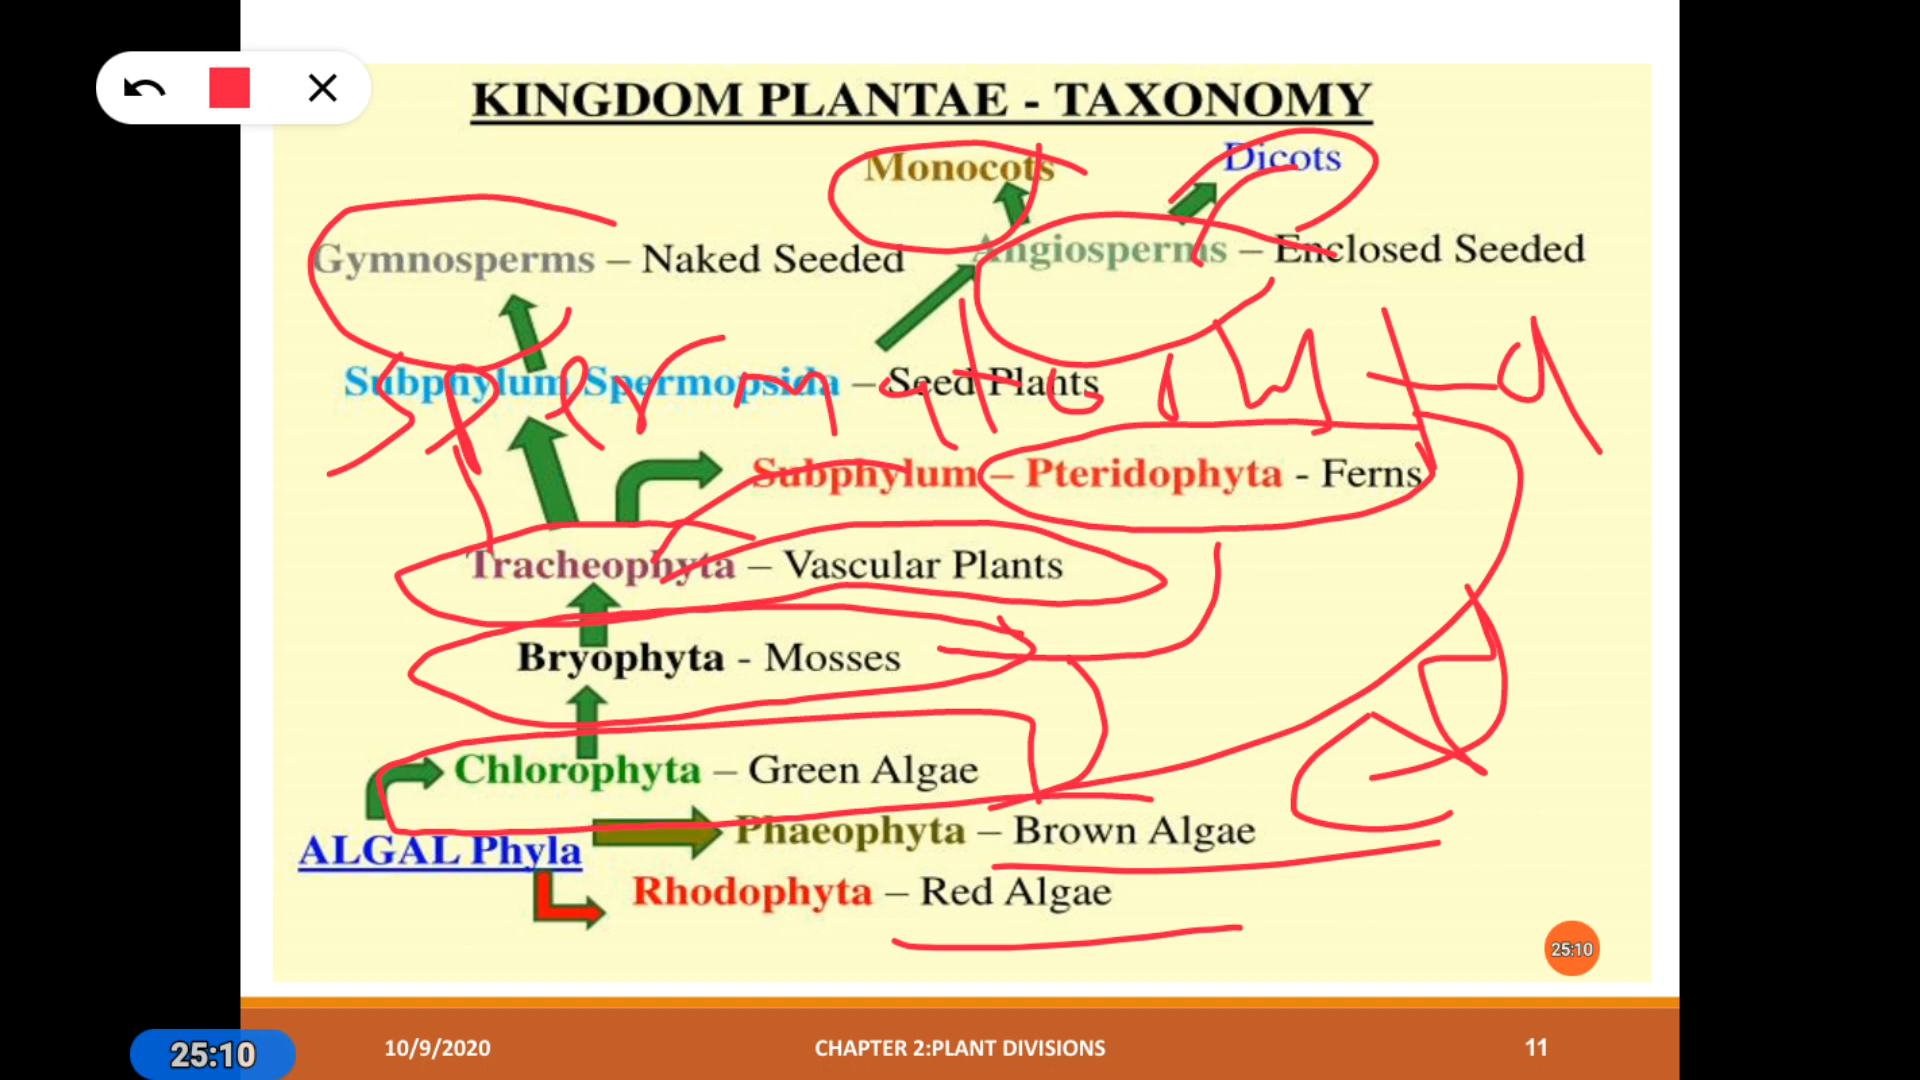 KINGDOM PLANTAE - TAXONOMY
Monocots
Dicots
Gymnosperms – Naked Seeded
Angiosperms – Enclosed Seeded
Subphylum Spermopsida – Seed Plants
Subphylum – Pteridophyta - Ferns
Tracheophyta – Vascular Plants
Bryophyta - Mosses
Chlorophyta – Green Algae
ALGAL Phyla
Phaeophyta – Brown Algae
Rhodophyta – Red Algae
25:10
25:10
10/9/2020
CHAPTER 2:PLANT DIVISIONS
11